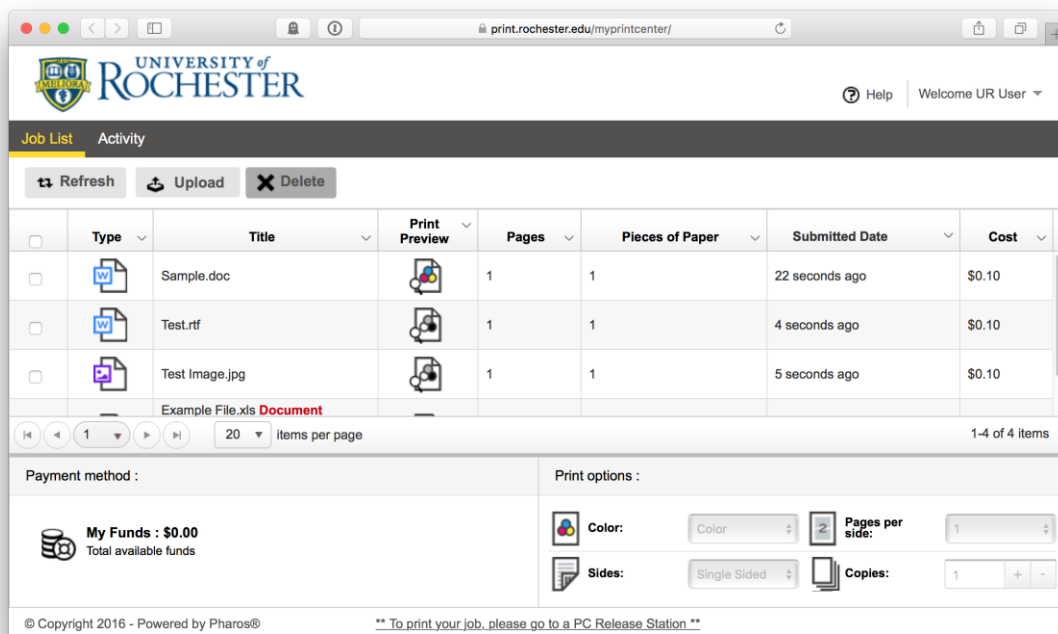 print.rochester.edu/myprintcenter/
UNIVERSITY of
ROCHESTER
MELIORA
Help
Welcome UR User
Job List
Activity
Refresh
Upload
Delete
Type
Title
Print
Preview
Pages
Pieces of Paper
Submitted Date
Cost
W
Sample.doc
1
1
22 seconds ago
$0.10
W
Test.rtf
1
1
4 seconds ago
$0.10
Test Image.jpg
1
1
5 seconds ago
$0.10
Example File.xls Document
1
20
items per page
1-4 of 4 items
Payment method :
Print options :
My Funds : $0.00
Total available funds
Color:
Color
2
Pages per
side:
1
Sides:
Single Sided
Copies:
1
+
-
© Copyright 2016 - Powered by Pharos®
** To print your job, please go to a PC Release Station **